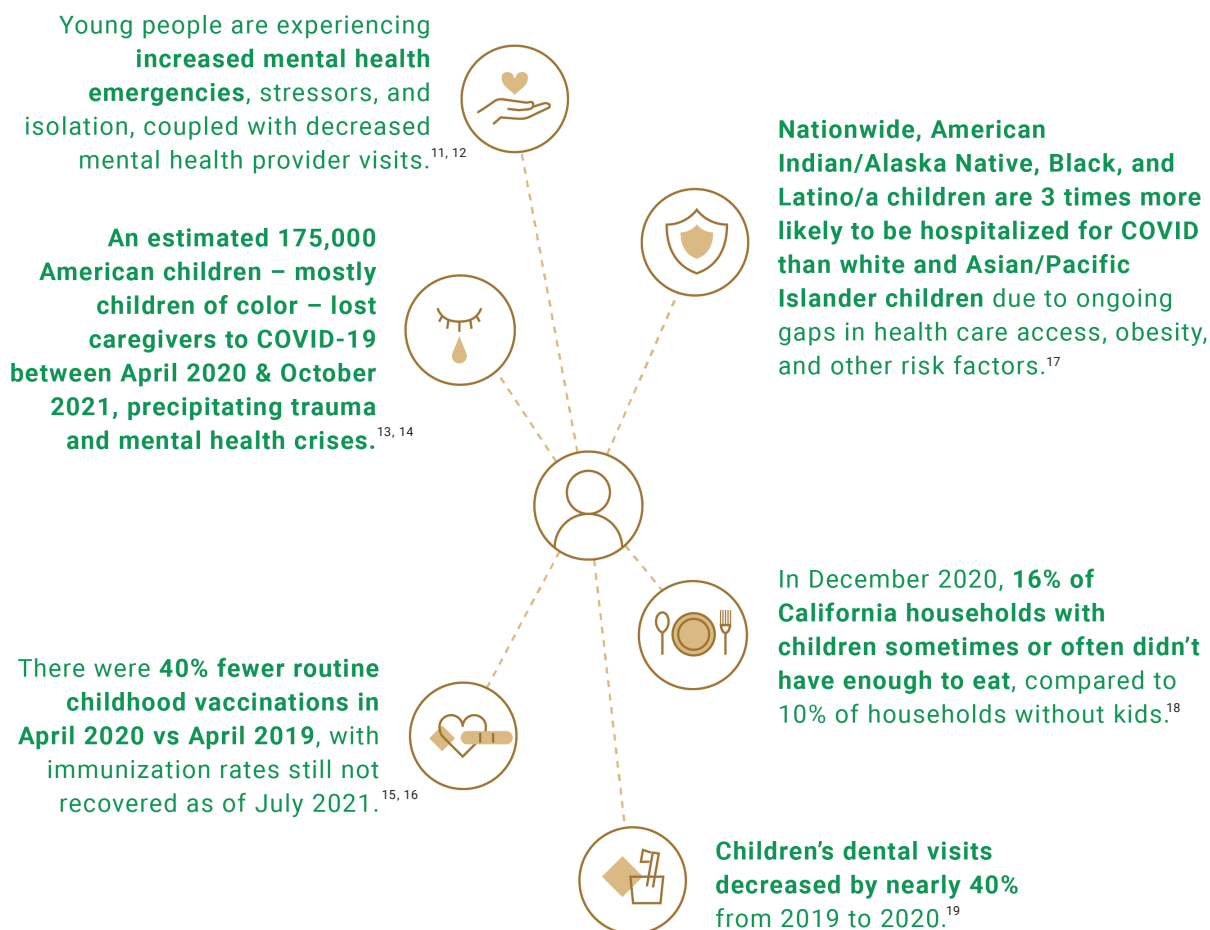 Young people are experiencing
increased mental health
emergencies, stressors, and
isolation, coupled with decreased
mental health provider visits.11, 12
An estimated 175,000
American children – mostly
children of color – lost
caregivers to COVID-19
between April 2020 & October
2021, precipitating trauma
and mental health crises.13, 14
There were 40% fewer routine
childhood vaccinations in
April 2020 vs April 2019, with
immunization rates still not
recovered as of July 2021.15, 16
Nationwide, American
Indian/Alaska Native, Black, and
Latino/a children are 3 times more
likely to be hospitalized for COVID
than white and Asian/Pacific
Islander children due to ongoing
gaps in health care access, obesity,
and other risk factors.17
In December 2020, 16% of
California households with
children sometimes or often didn’t
have enough to eat, compared to
10% of households without kids.18
Children’s dental visits
decreased by nearly 40%
from 2019 to 2020.19